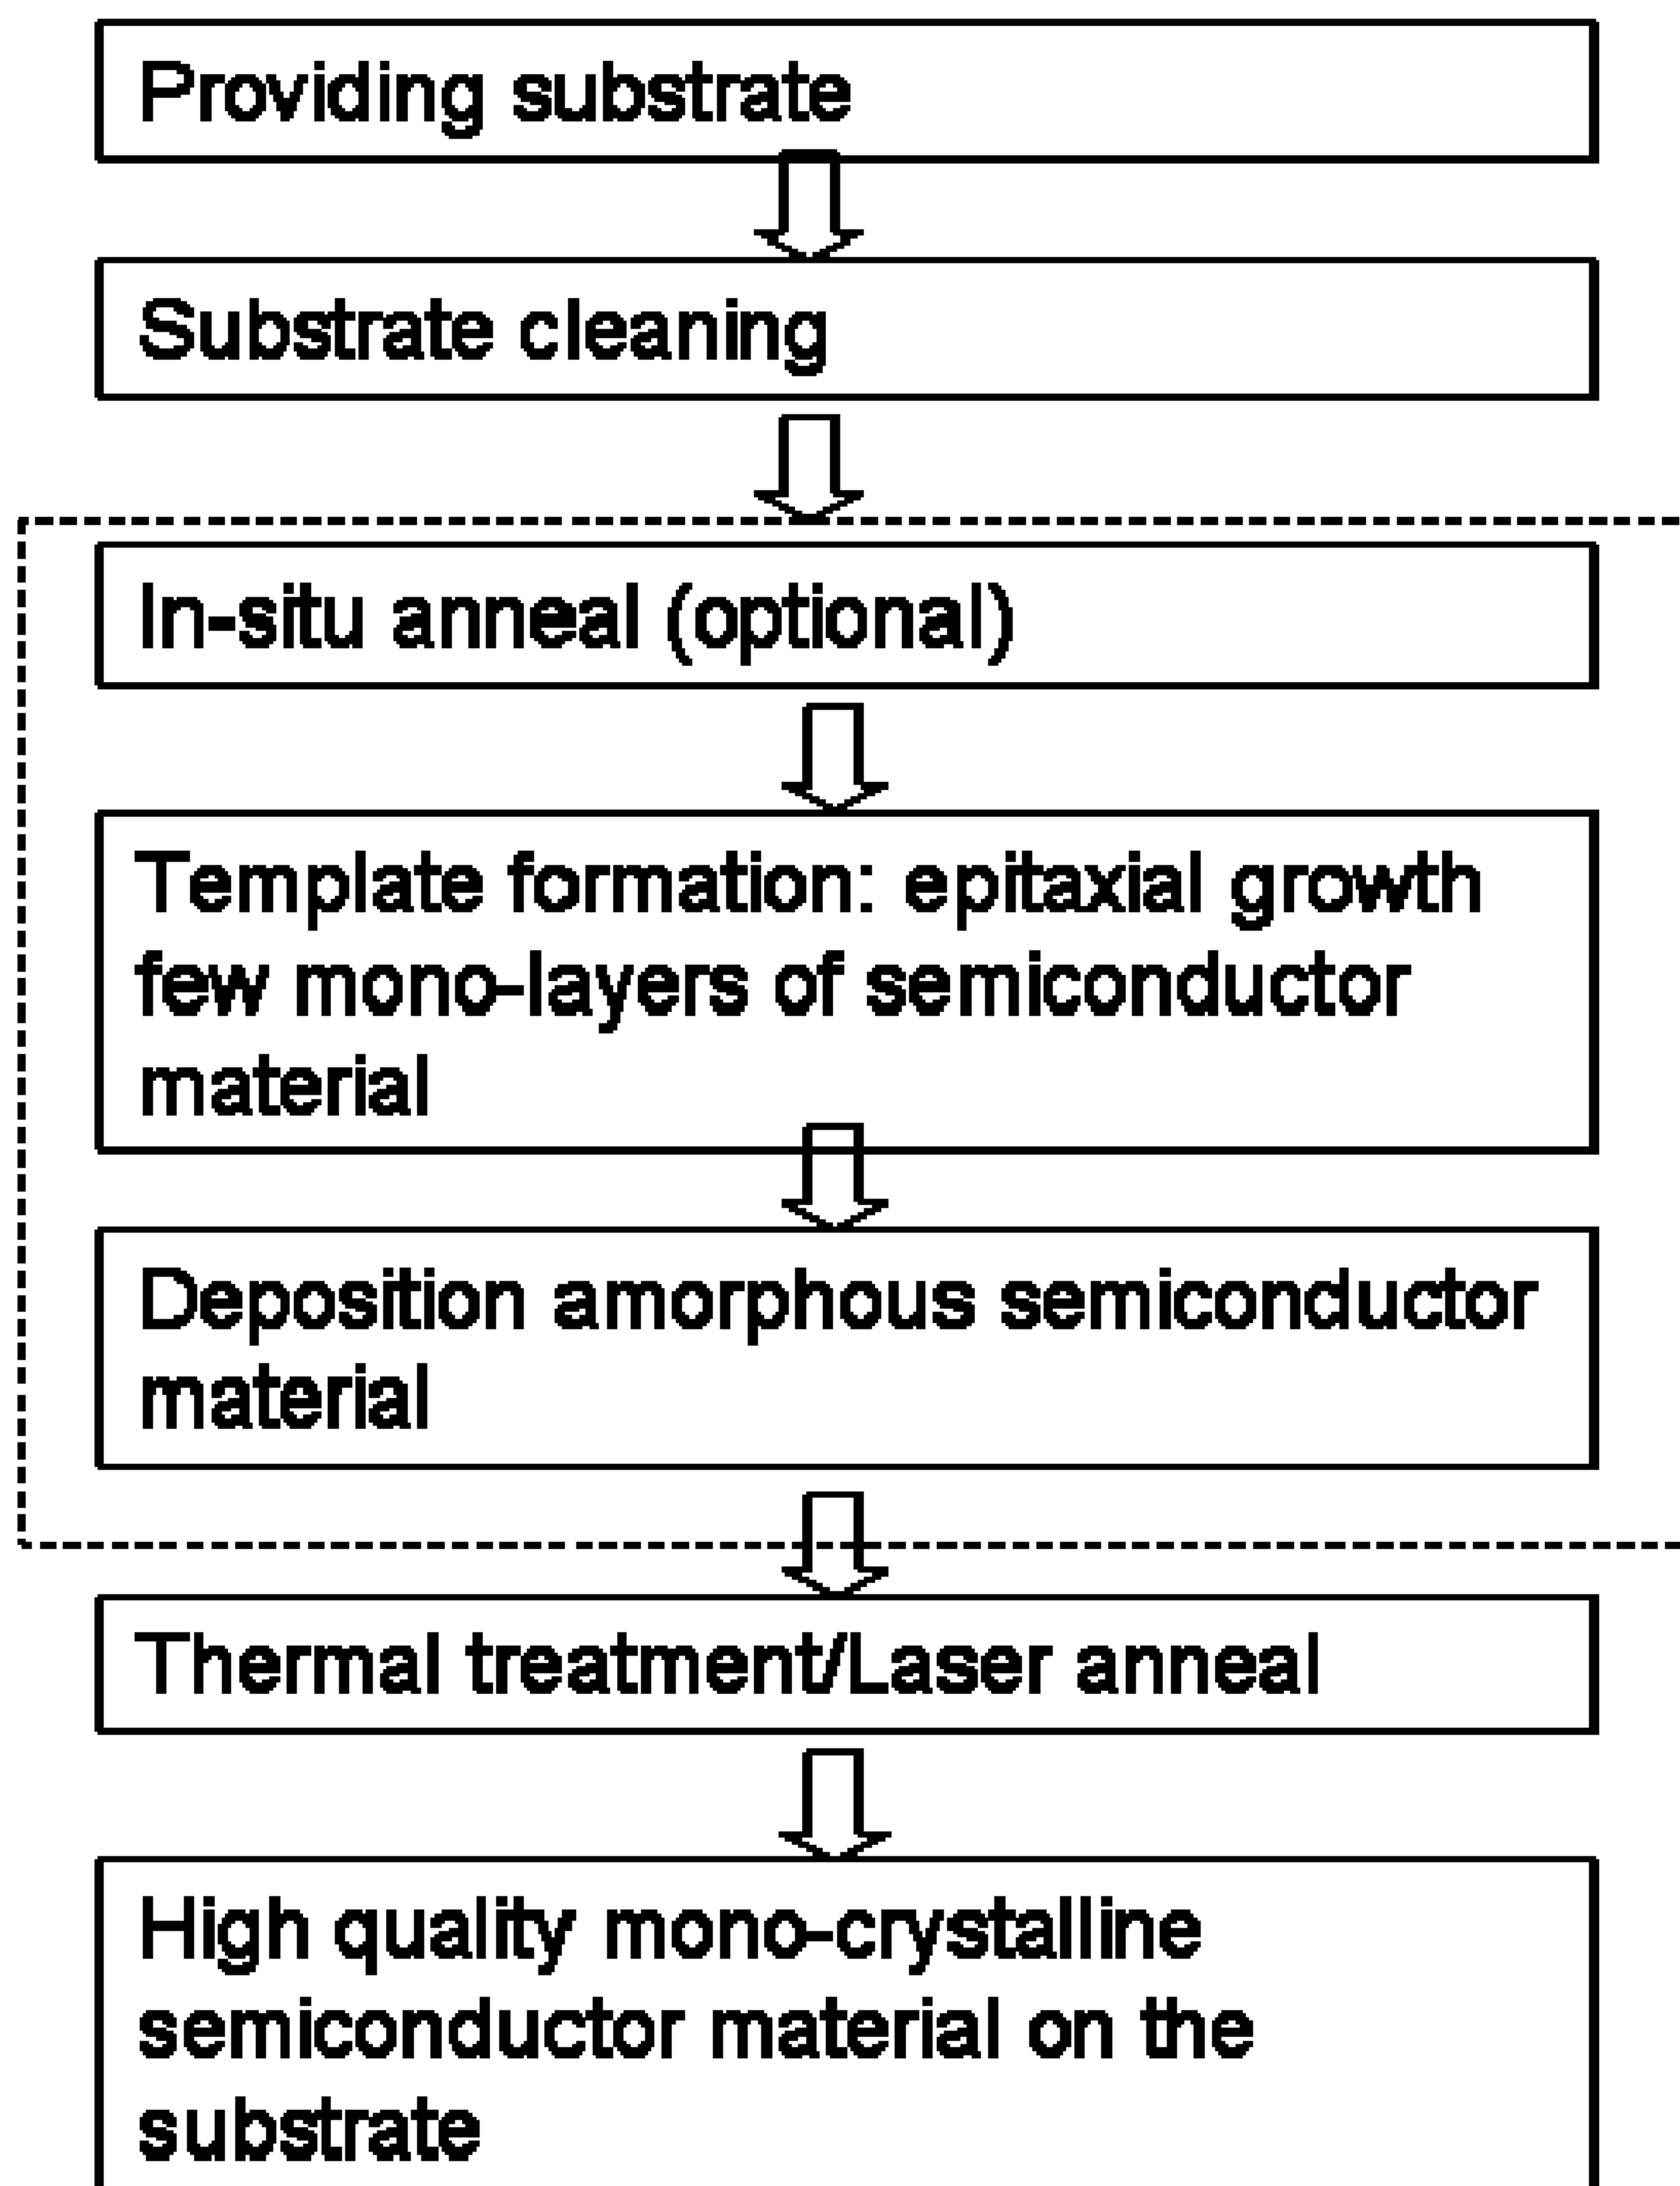 Providing substrate
Substrate cleaning
In-situ anneal (optional)
Template formation: epitaxial growth
few mono-layers of semiconductor
material
Deposition amorphous semiconductor
material
Thermal treatment/Laser anneal
High quality mono-crystalline
semiconductor material on the
substrate